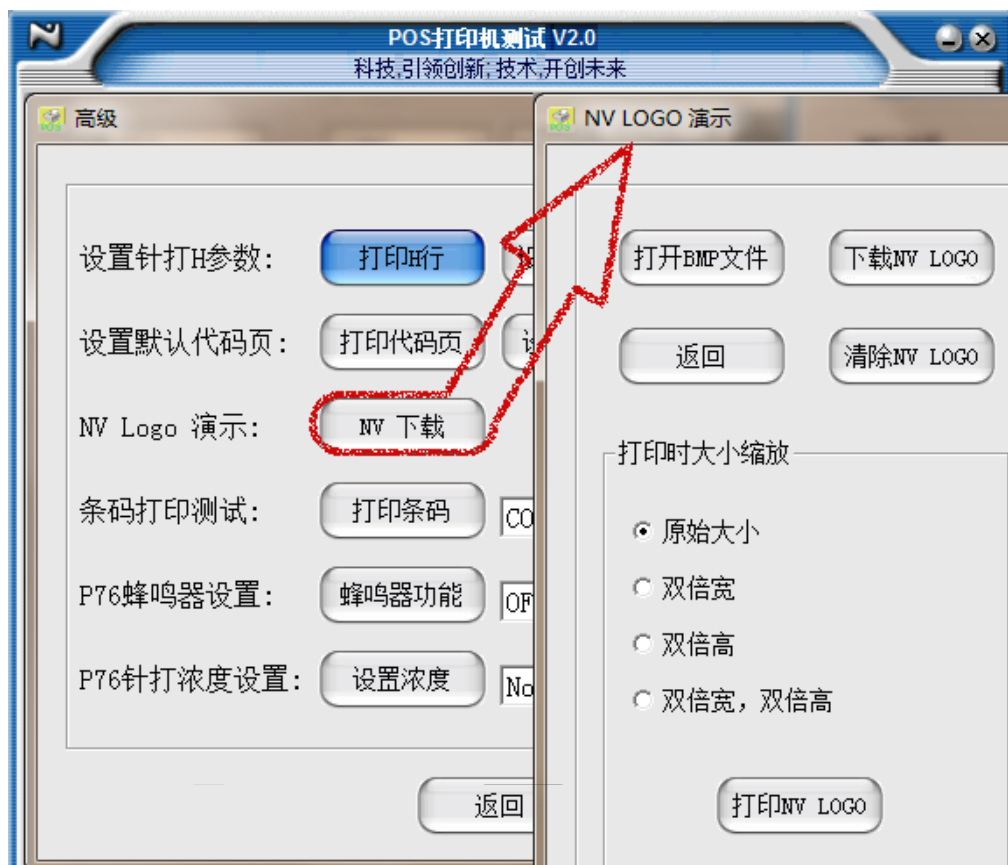 POS打印机测试 V2.0
科技,引领创新; 技术,开创未来
高级
设置针打H参数:
打印H行
设置默认代码页:
打印代码页
NV Logo 演示:
NV 下载
条码打印测试:
打印条码
CO
P76蜂鸣器设置:
蜂鸣器功能
OF
P76针打浓度设置:
设置浓度
No
返回
NV LOGO 演示
打开BMP文件
下载NV LOGO
返回
清除NV LOGO
打印时大小缩放
原始大小
双倍宽
双倍高
双倍宽，双倍高
打印NV LOGO